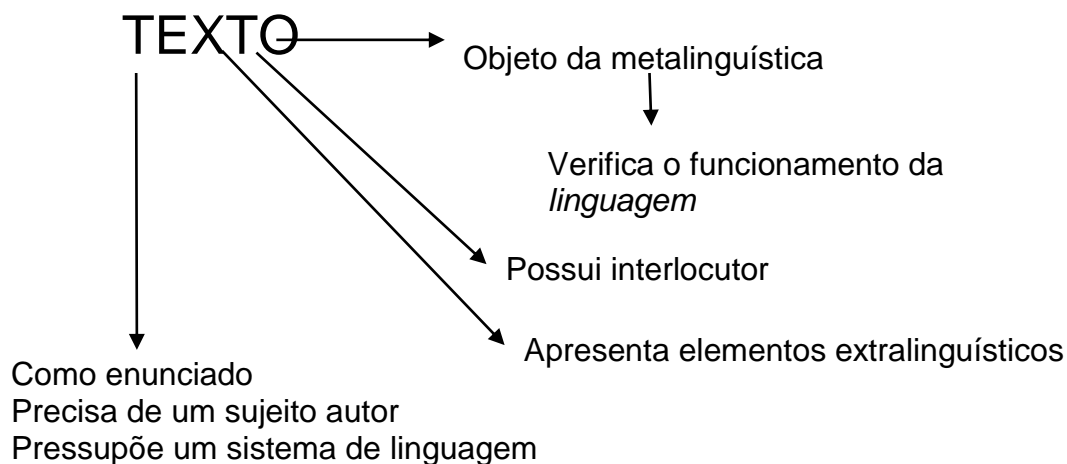 TEXTO
Objeto da metalinguística
Verifica o funcionamento da
linguagem
Possui interlocutor
Apresenta elementos extralinguísticos
Como enunciado
Precisa de um sujeito autor
Pressupõe um sistema de linguagem